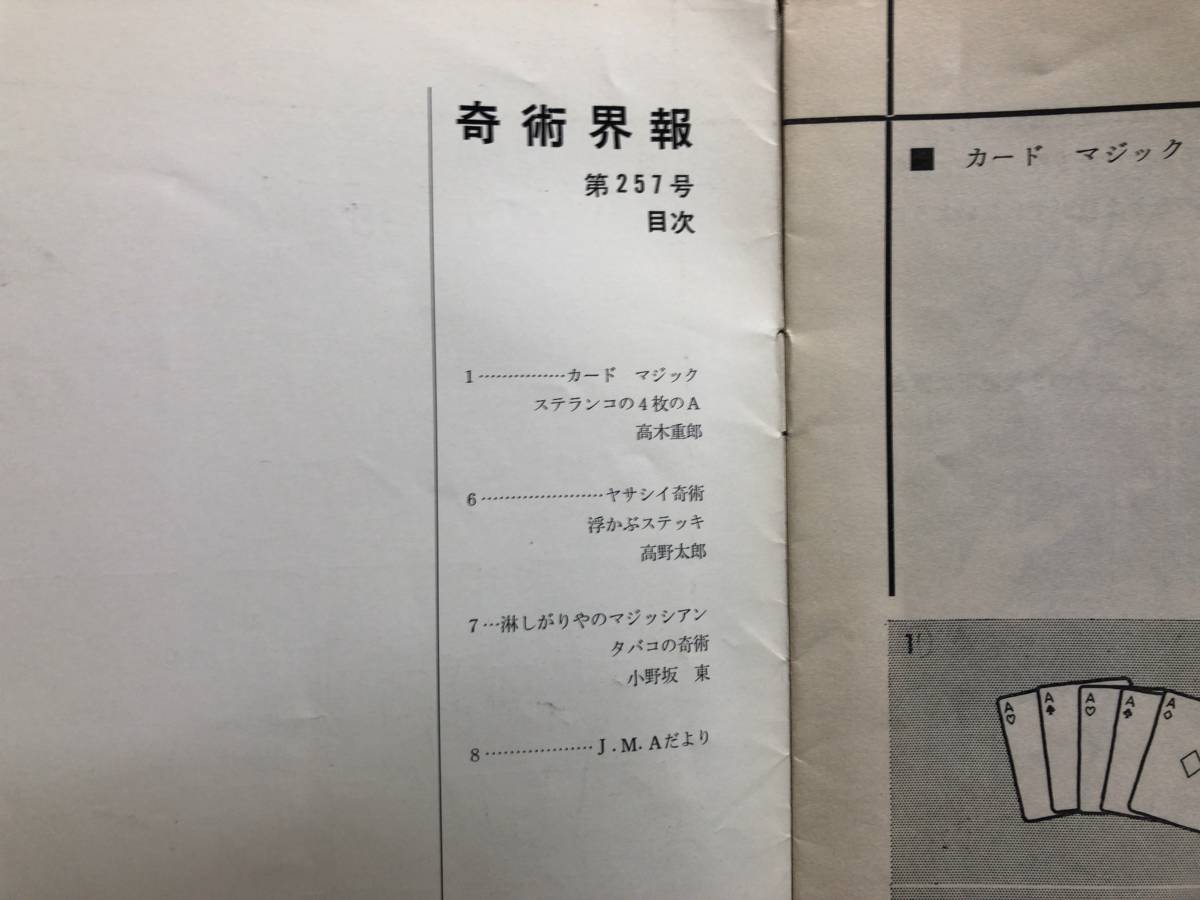 奇術界報
第257号
目次
1……………カード　マジック
ステランコの4枚のA
高木重郎
6…………………ヤサシイ奇術
浮かぶステッキ
高野太郎
7…淋しがりやのマジッシアン
タバコの奇術
小野坂　東
8………………J.M.Aだより
■　カード　マジック
1
A
A
A
A
A